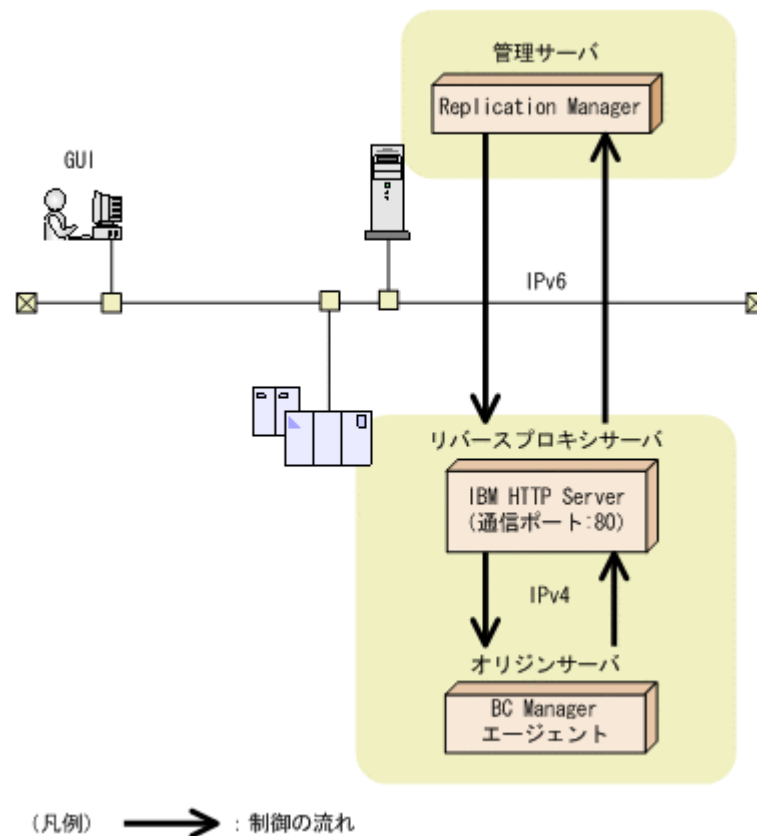 管理サーバ
Replication Manager
GUI
IPv6
リバースプロキシサーバ
IBM HTTP Server
(通信ポート:80)
IPv4
オリジンサーバ
BC Manager
エージェント
(凡例) : 制御の流れ